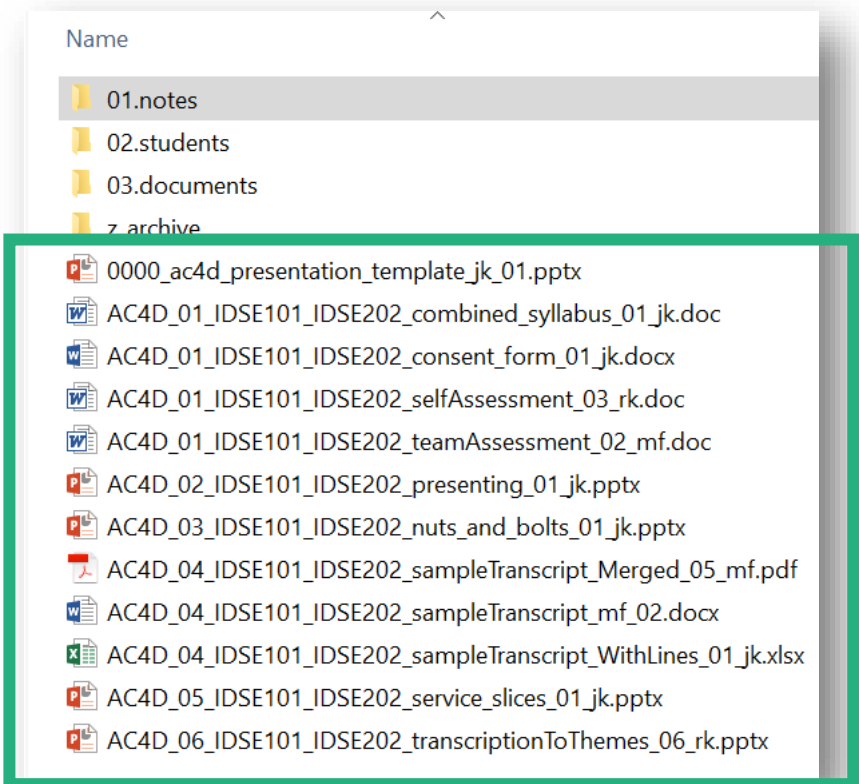 Name
01.notes
02.students
03.documents
z_archive
0000_ac4d_presentation_template_jk_01.pptx
AC4D_01_IDSE101_IDSE202_combined_syllabus_01_jk.doc
AC4D_01_IDSE101_IDSE202_consent_form_01_jk.docx
AC4D_01_IDSE101_IDSE202_selfAssessment_03_rk.doc
AC4D_01_IDSE101_IDSE202_teamAssessment_02_mf.doc
AC4D_02_IDSE101_IDSE202_presenting_01_jk.pptx
AC4D_03_IDSE101_IDSE202_nuts_and_bolts_01_jk.pptx
AC4D_04_IDSE101_IDSE202_sampleTranscript_Merged_05_mf.pdf
AC4D_04_IDSE101_IDSE202_sampleTranscript_mf_02.docx
AC4D_04_IDSE101_IDSE202_sampleTranscript_WithLines_01_jk.xlsx
AC4D_05_IDSE101_IDSE202_service_slices_01_jk.pptx
AC4D_06_IDSE101_IDSE202_transcriptionToThemes_06_rk.pptx